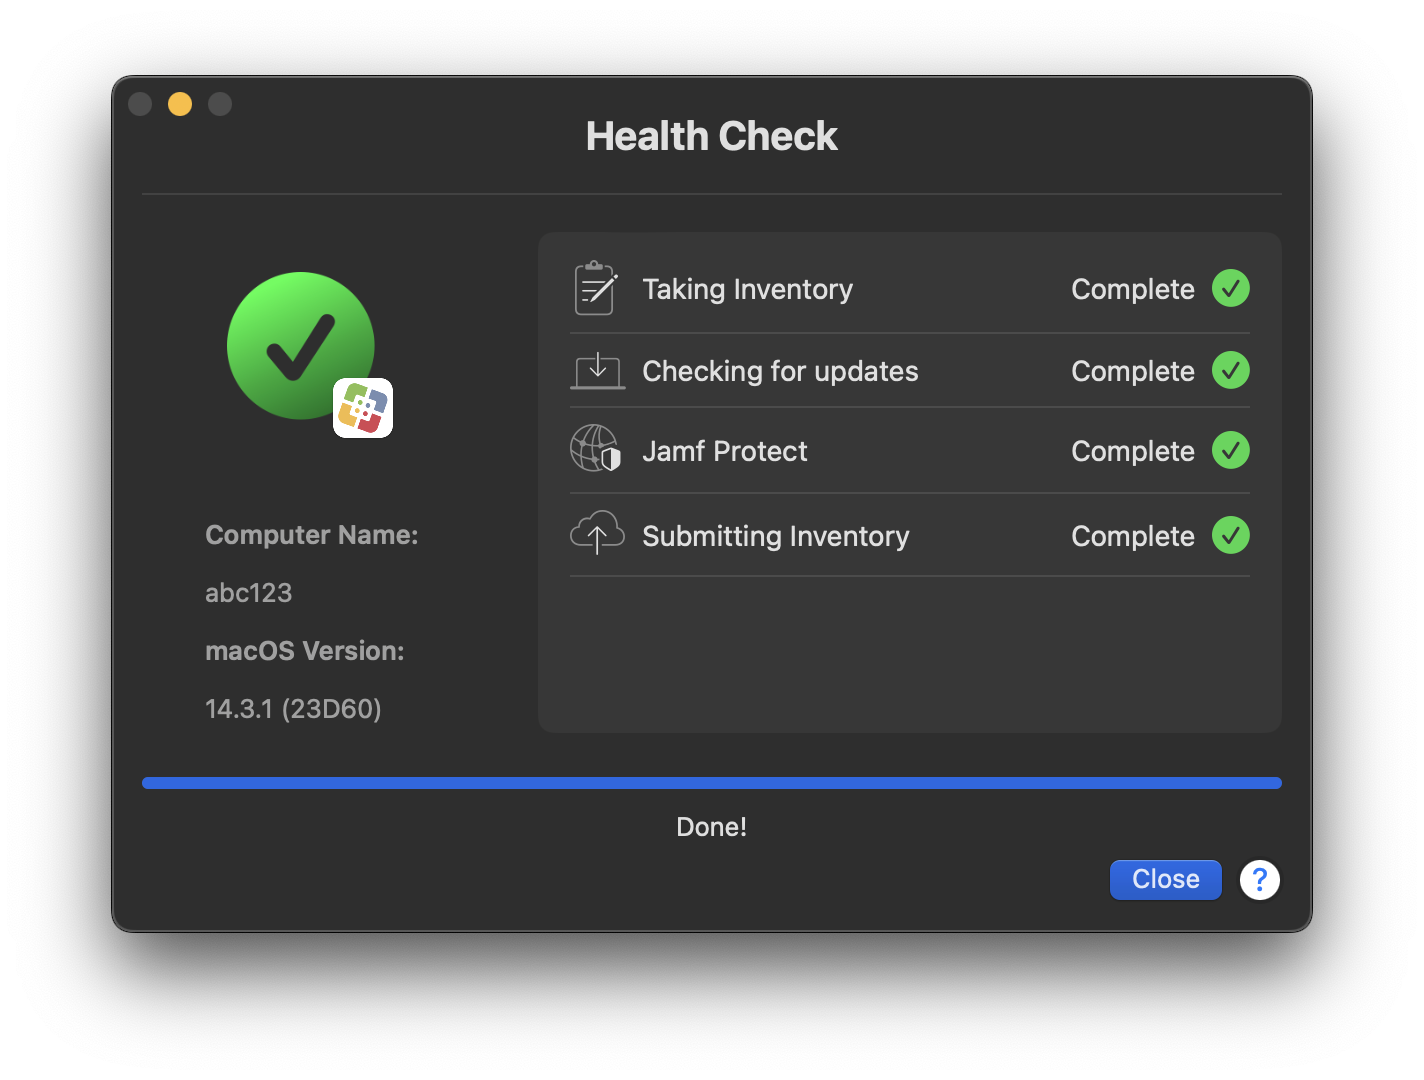 Health Check
Taking Inventory Complete
Checking for updates Complete
Jamf Protect Complete
Submitting Inventory Complete
Computer Name:
abc123
macOS Version:
14.3.1 (23D60)
Done!
Close ?